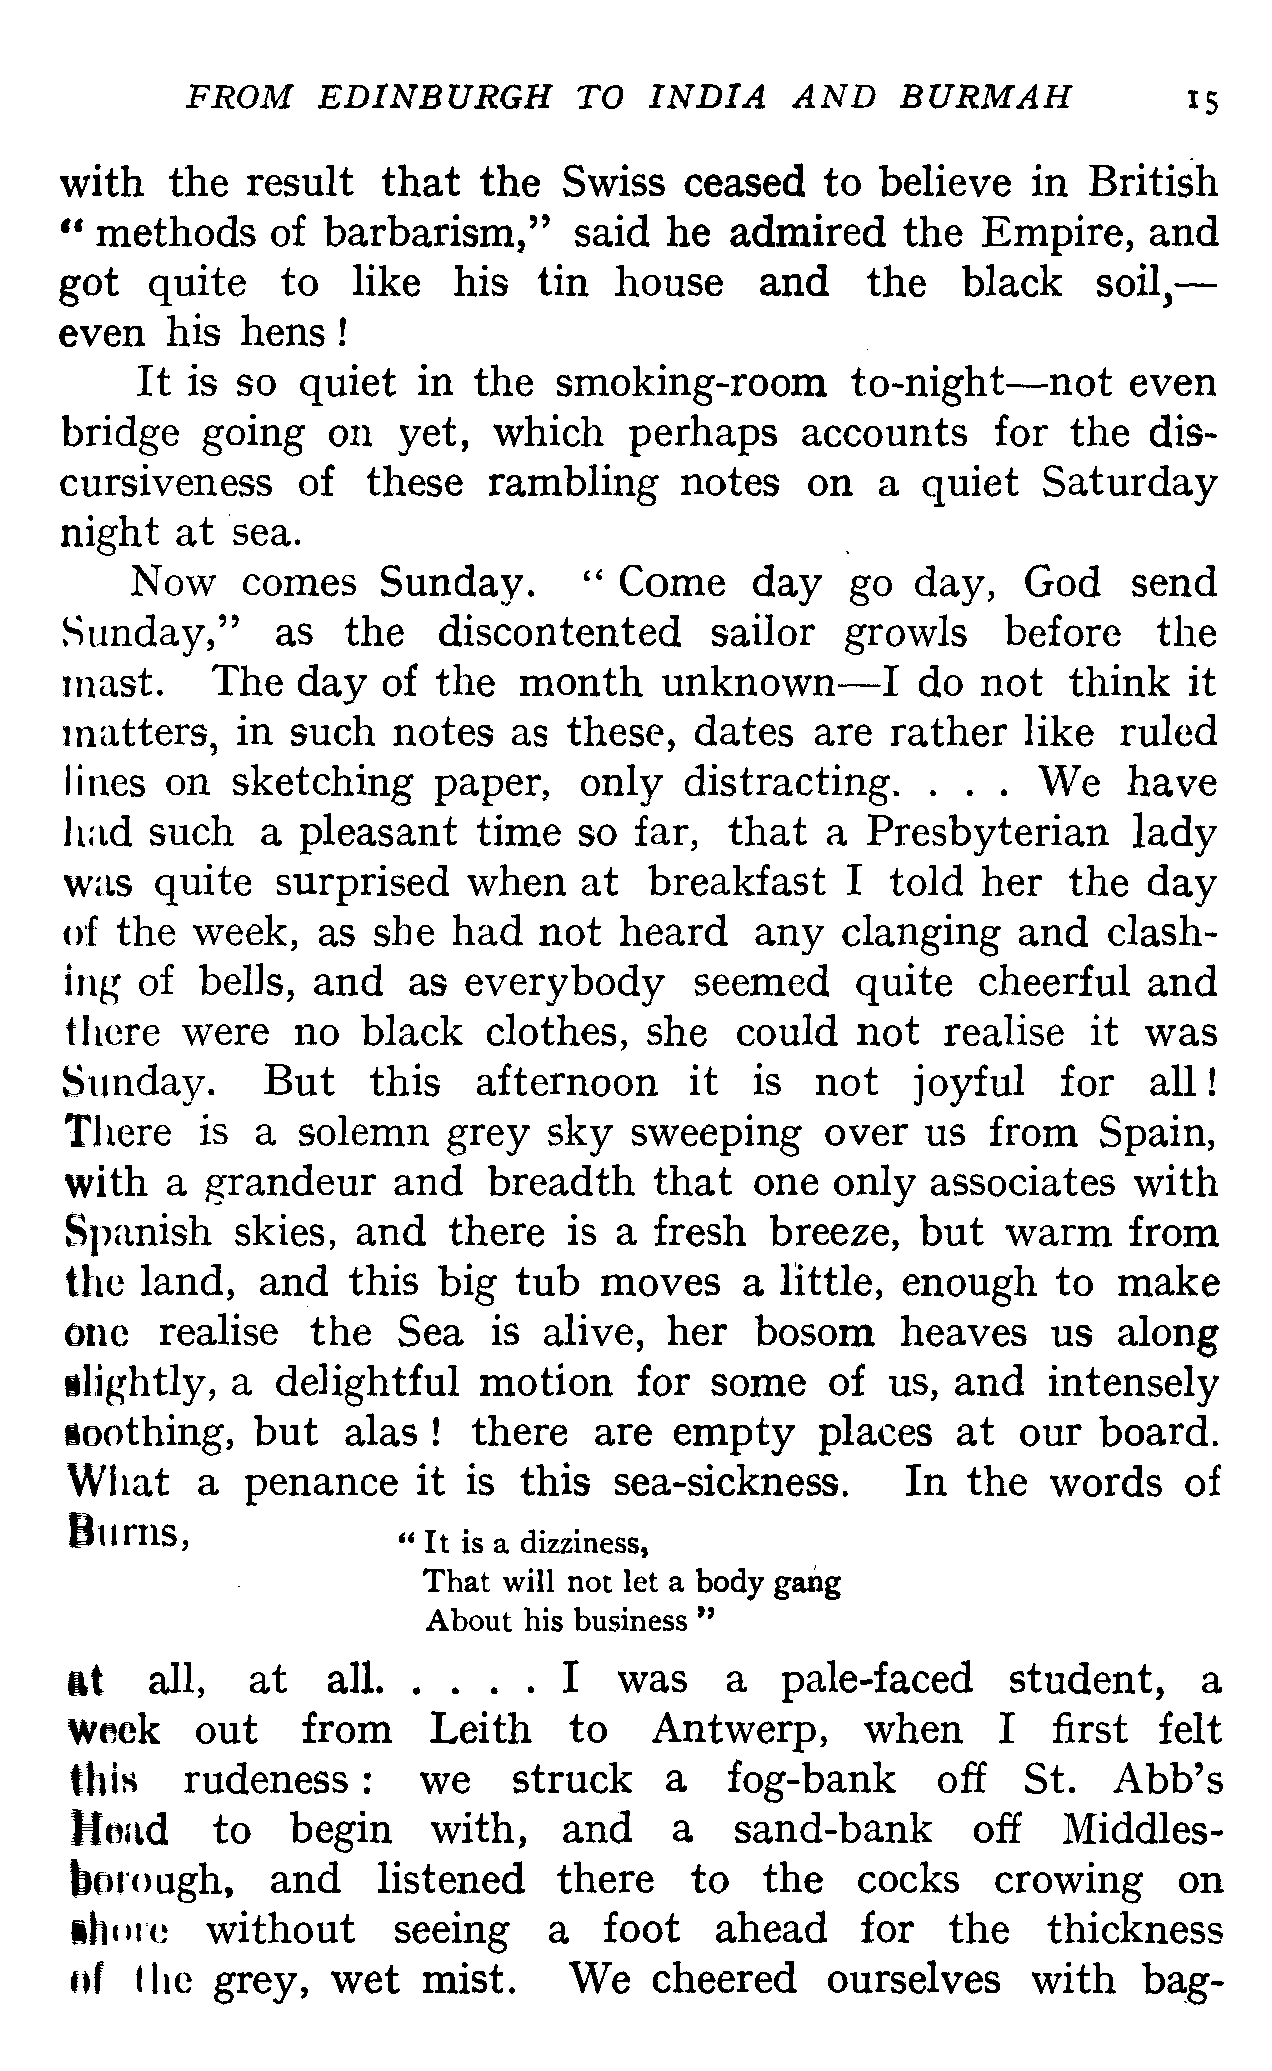 FROM EDINBURGH TO INDIA AND BURMAH 15
with the result that the Swiss ceased to believe in British
“ methods of barbarism,” said he admired the Empire, and
got quite to like his tin house and the black soil,—
even his hens !
It is so quiet in the smoking-room to-night—not even
bridge going on yet, which perhaps accounts for the dis-
cursiveness of these rambling notes on a quiet Saturday
night at sea.
Now comes Sunday. “ Come day go day, God send
Sunday,” as the discontented sailor growls before the
mast. The day of the month unknown—I do not think it
matters, in such notes as these, dates are rather like ruled
lines on sketching paper, only distracting. . . . We have
had such a pleasant time so far, that a Presbyterian lady
was quite surprised when at breakfast I told her the day
of the week, as she had not heard any clanging and clash-
ing of bells, and as everybody seemed quite cheerful and
there were no black clothes, she could not realise it was
Sunday. But this afternoon it is not joyful for all !
There is a solemn grey sky sweeping over us from Spain,
with a grandeur and breadth that one only associates with
Spanish skies, and there is a fresh breeze, but warm from
the land, and this big tub moves a little, enough to make
one realise the Sea is alive, her bosom heaves us along
slightly, a delightful motion for some of us, and intensely
soothing, but alas ! there are empty places at our board.
What a penance it is this sea-sickness. In the words of
Burns,
“ It is a dizziness,
That will not let a body gang
About his business ”
at all, at all. . . . . I was a pale-faced student, a
week out from Leith to Antwerp, when I first felt
this rudeness : we struck a fog-bank off St. Abb’s
Head to begin with, and a sand-bank off Middles-
borough, and listened there to the cocks crowing on
shore without seeing a foot ahead for the thickness
of the grey, wet mist. We cheered ourselves with bag-